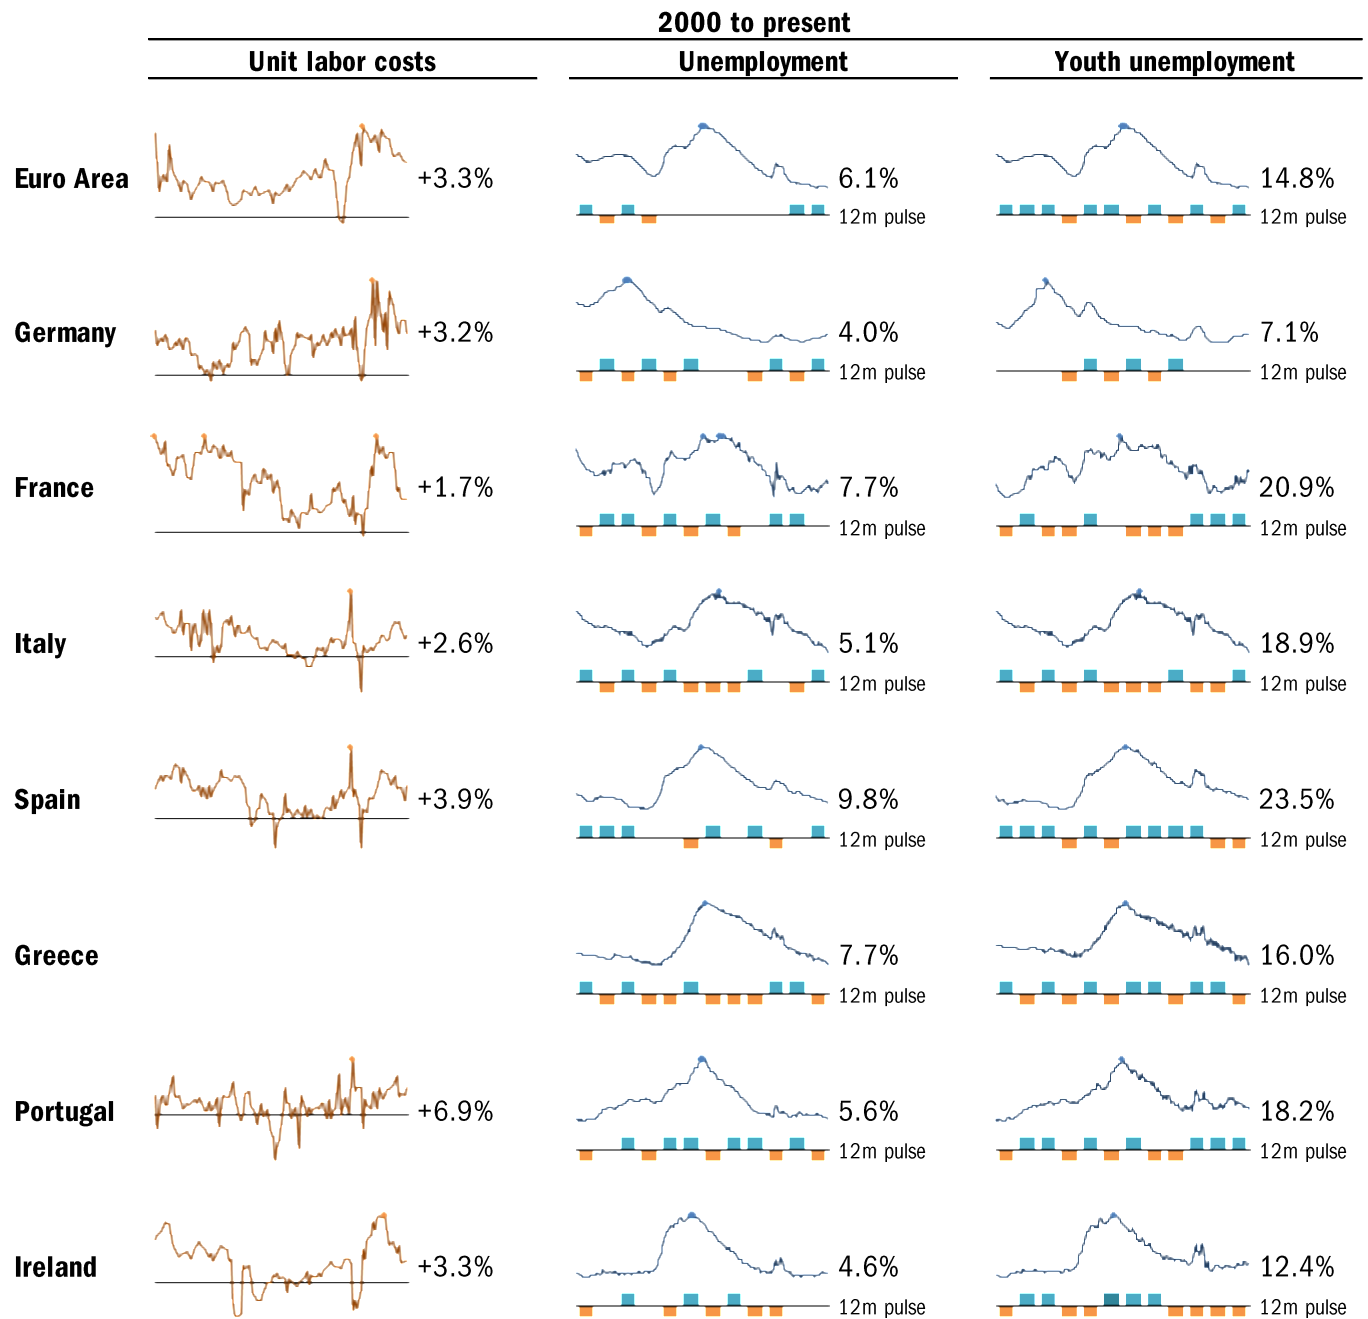 2000 to present
Unit labor costs Unemployment Youth unemployment
Euro Area +3.3% 6.1% 14.8%
12m pulse 12m pulse
Germany +3.2% 4.0% 7.1%
12m pulse 12m pulse
France +1.7% 7.7% 20.9%
12m pulse 12m pulse
Italy +2.6% 5.1% 18.9%
12m pulse 12m pulse
Spain +3.9% 9.8% 23.5%
12m pulse 12m pulse
Greece 7.7% 16.0%
12m pulse 12m pulse
Portugal +6.9% 5.6% 18.2%
12m pulse 12m pulse
Ireland +3.3% 4.6% 12.4%
12m pulse 12m pulse